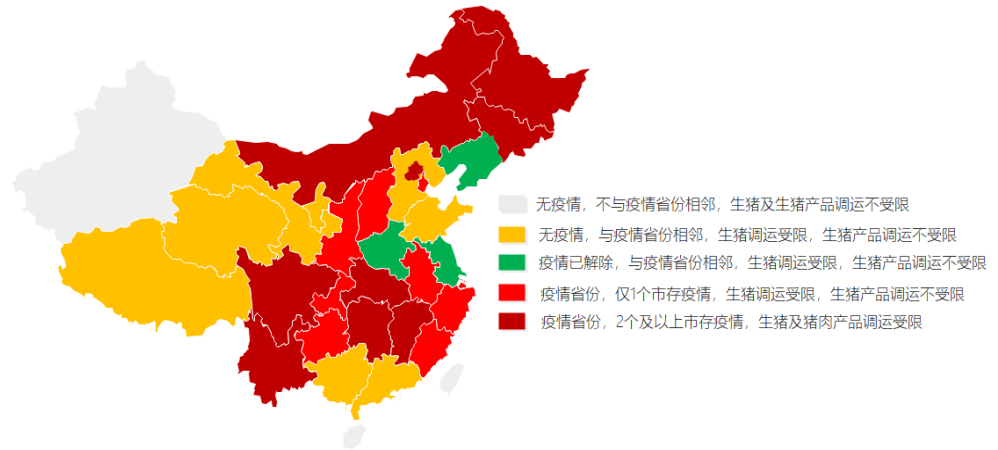 无疫情，不与疫情省份相邻，生猪及生猪产品调运不受限
无疫情，与疫情省份相邻，生猪调运受限，生猪产品调运不受限
疫情已解除，与疫情省份相邻，生猪调运受限，生猪产品调运不受限
疫情省份，仅1个市存疫情，生猪调运受限，生猪产品调运不受限
疫情省份，2个及以上市存疫情，生猪及猪肉产品调运受限